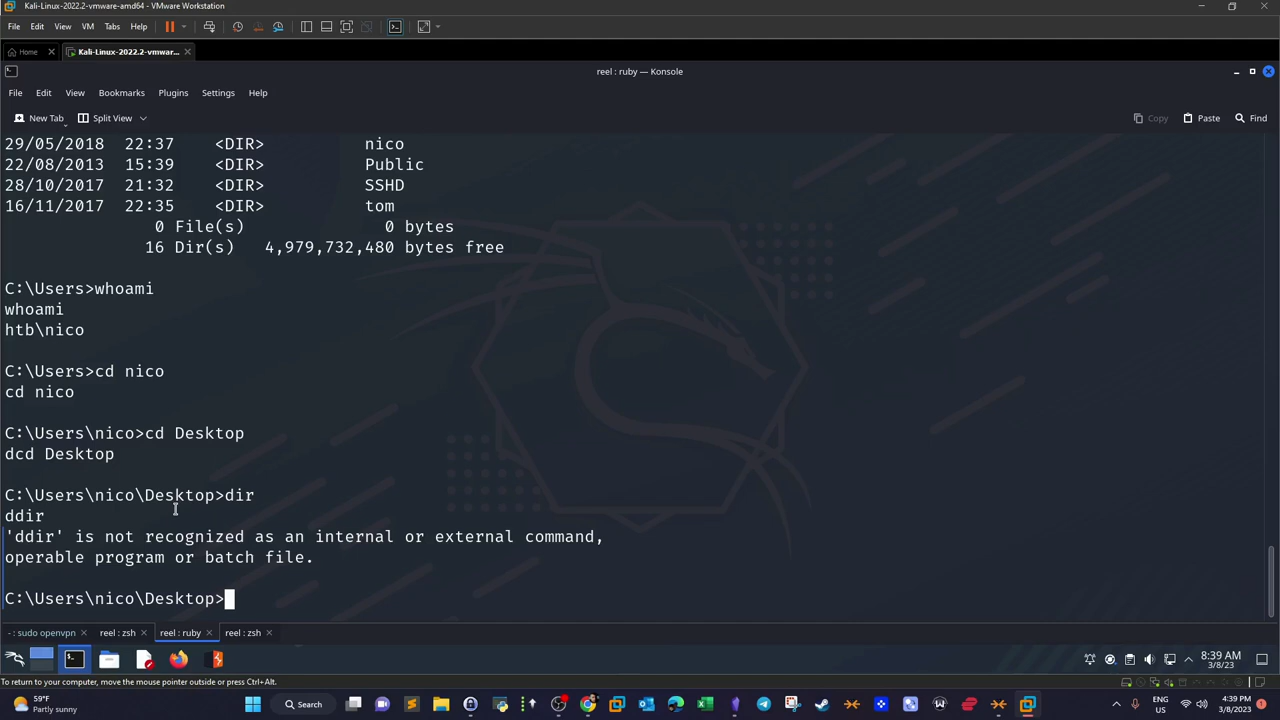 Kali-Linux-2022.2-vmware-amd64 - VMware Workstation
File Edit View VM Tabs Help
Home Kali-Linux-2022.2-vmwar...
reel : ruby — Konsole
File Edit View Bookmarks Plugins Settings Help
New Tab Split View Copy Paste Find
29/05/2018  22:37    <DIR>          nico
22/08/2013  15:39    <DIR>          Public
28/10/2017  21:32    <DIR>          SSHD
16/11/2017  22:35    <DIR>          tom
0 File(s)              0 bytes
16 Dir(s)   4,979,732,480 bytes free
C:\Users>whoami
whoami
htb\nico
C:\Users>cd nico
cd nico
C:\Users\nico>cd Desktop
dcd Desktop
C:\Users\nico\Desktop>dir
ddir
'ddir' is not recognized as an internal or external command,
operable program or batch file.
C:\Users\nico\Desktop>
- : sudo openvpn reel : zsh reel : ruby reel : zsh
8:39 AM
3/8/23
To return to your computer, move the mouse pointer outside or press Ctrl+Alt.
59°F
Partly sunny
Search
ENG
US
4:39 PM
3/8/2023